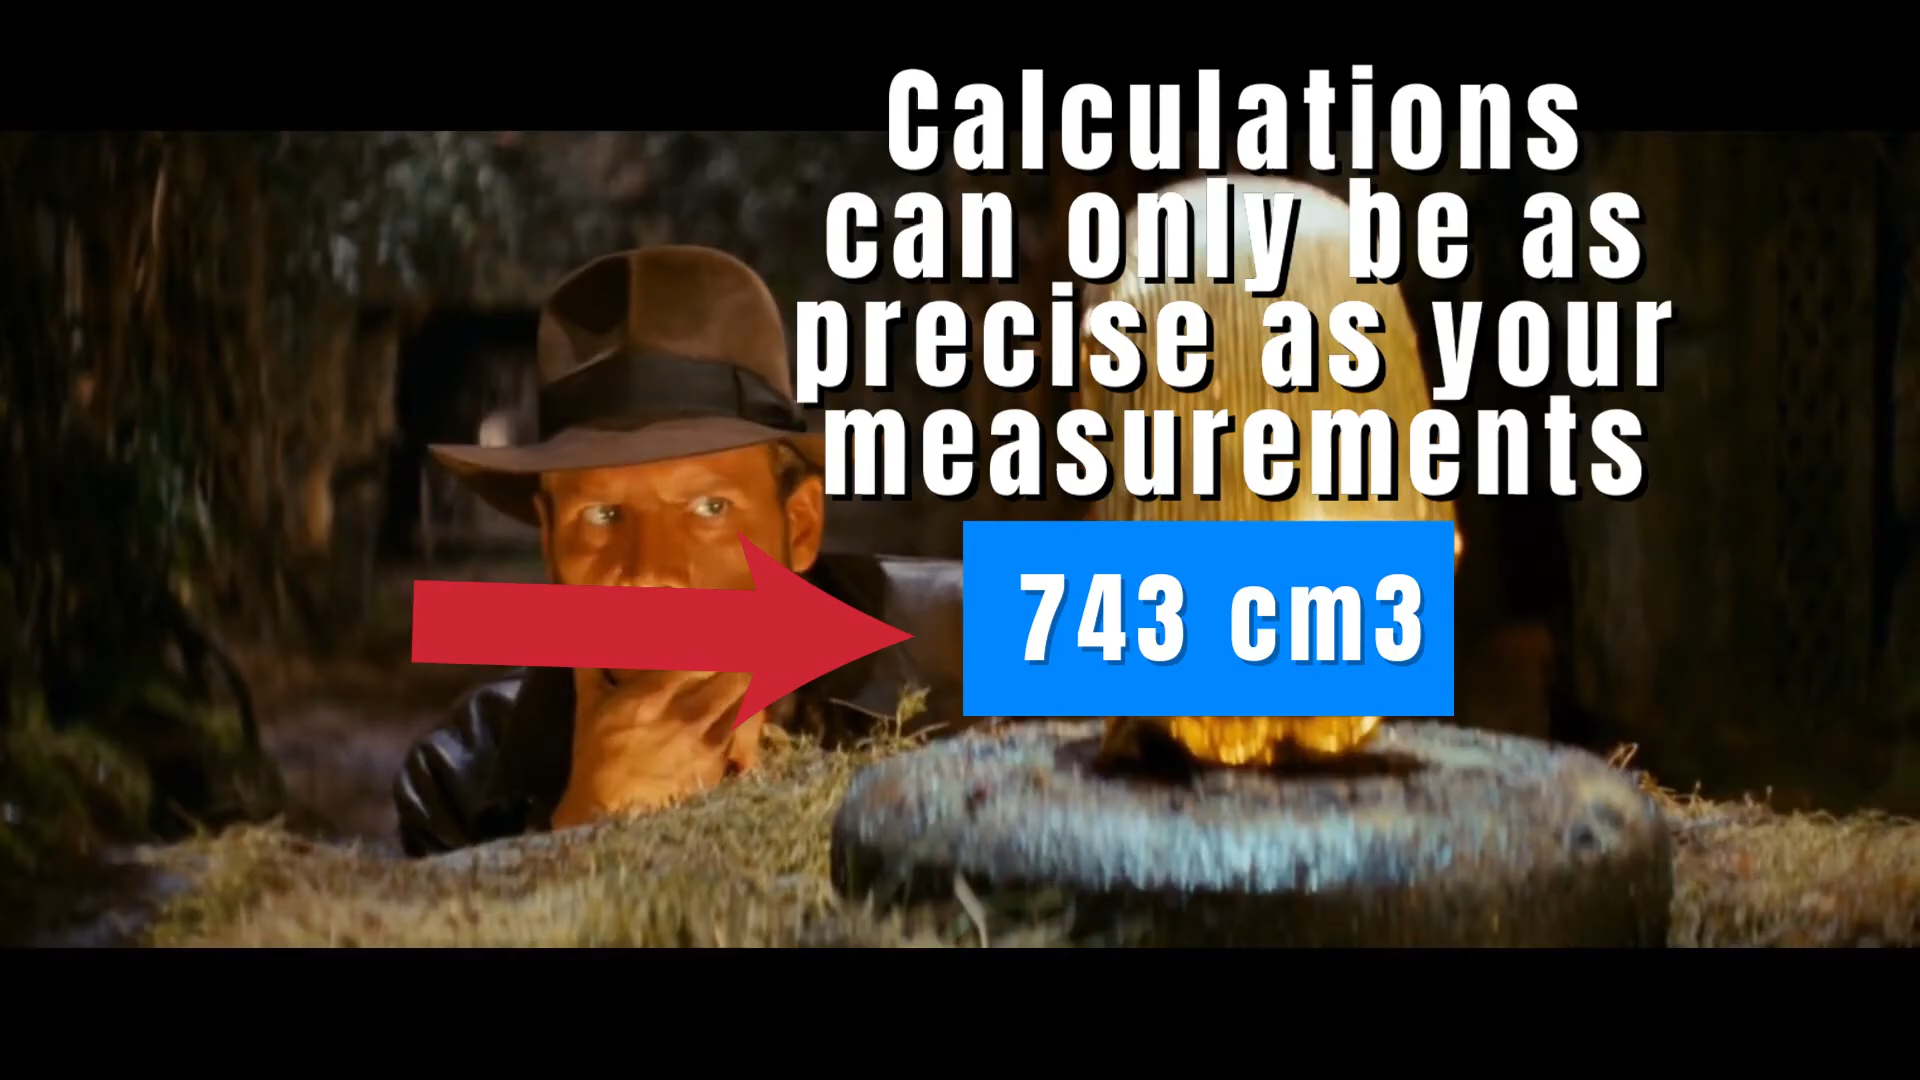 Calculations
can only be as
precise as your
measurements
743 cm3